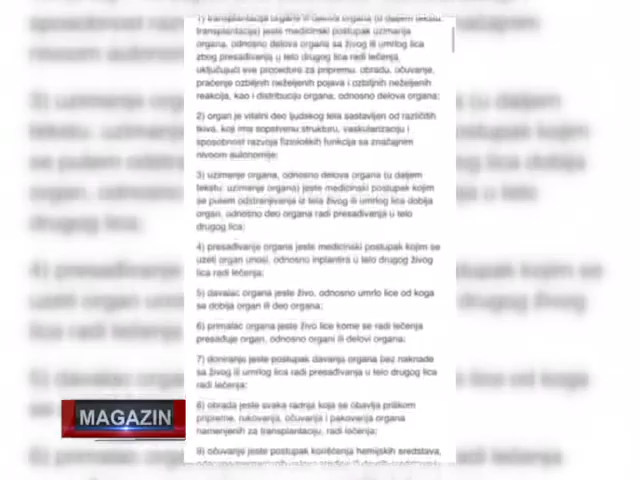 1) transplantacija organa ili delova organa (u daljem tekstu:
transplantacija) jeste medicinski postupak uzimanja
organa, odnosno delova organa sa živog ili umrlog lica
zbog presađivanja u telo drugog lica radi lečenja,
uključujući sve procedure za pripremu, obradu, očuvanje,
praćenje ozbiljnih neželjenih pojava i ozbiljnih neželjenih
reakcija, kao i distribuciju organa, odnosno delova organa;
2) organ je vitalni deo ljudskog tela sastavljen od različitih
tkiva, koji ima sopstvenu strukturu, vaskularizaciju i
sposobnost razvoja fizioloških funkcija sa značajnim
nivoom autonomije;
3) uzimanje organa, odnosno delova organa (u daljem
tekstu: uzimanje organa) jeste medicinski postupak kojim
se putem odstranjivanja iz tela živog ili umrlog lica dobija
organ, odnosno deo organa radi presađivanja u telo
drugog lica;
4) presađivanje organa jeste medicinski postupak kojim se
uzeti organ unosi, odnosno inplantira u telo drugog živog
lica radi lečenja;
5) davalac organa jeste živo, odnosno umrlo lice od koga
se dobija organ ili deo organa;
6) primalac organa jeste živo lice kome se radi lečenja
presađuje organ, odnosno organi ili delovi organa;
7) doniranje jeste postupak davanja organa bez naknade
sa živog ili umrlog lica radi presađivanja u telo drugog lica
radi lečenja;
8) obrada jeste svaka radnja koja se obavlja prilikom
pripreme, rukovanja, očuvanja i pakovanja organa
namenjenih za transplantaciju, radi lečenja;
9) očuvanje jeste postupak korišćenja hemijskih sredstava,
MAGAZIN